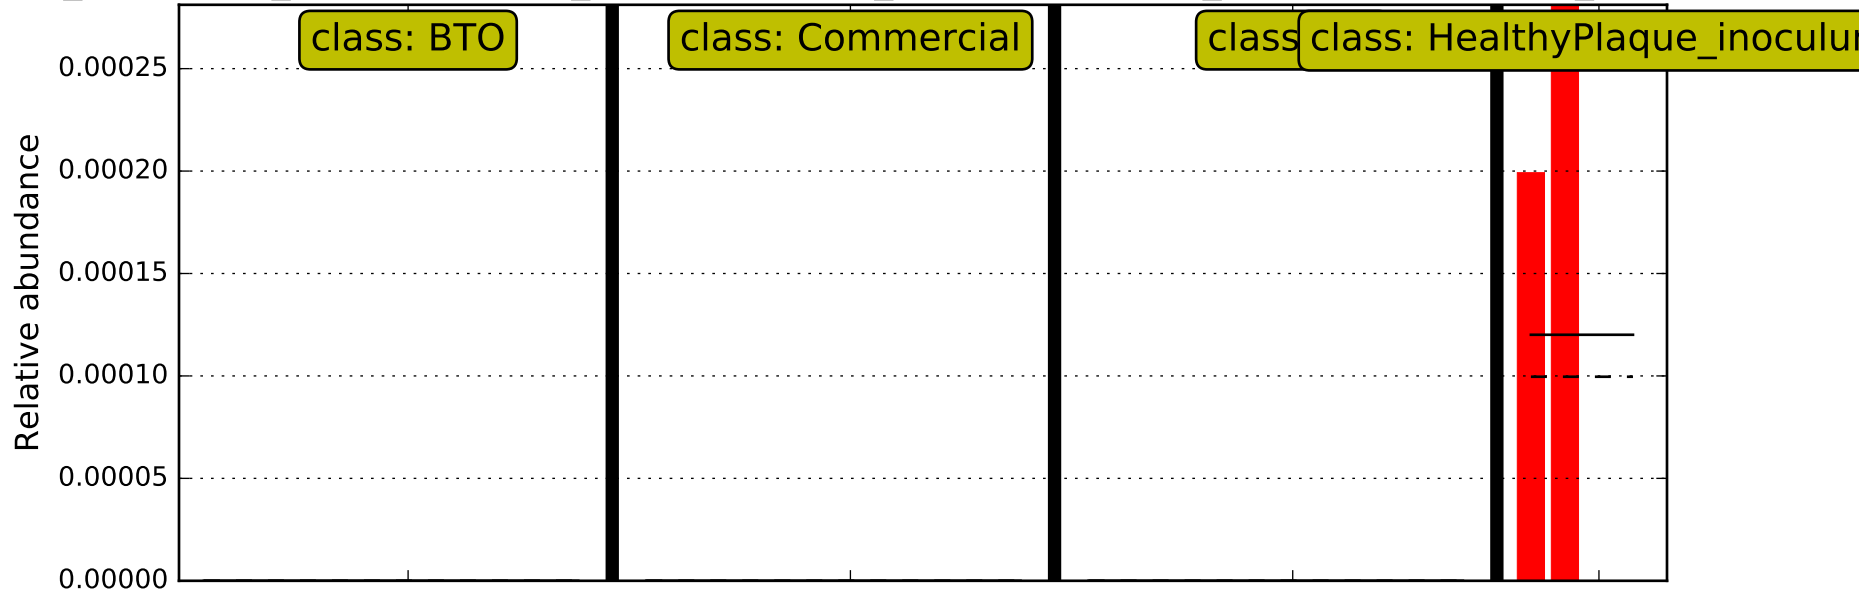 class: BTO
class: Commercial
class
class: HealthyPlaque_inoculu
Relative abundance
0.00025
0.00020
0.00015
0.00010
0.00005
0.00000